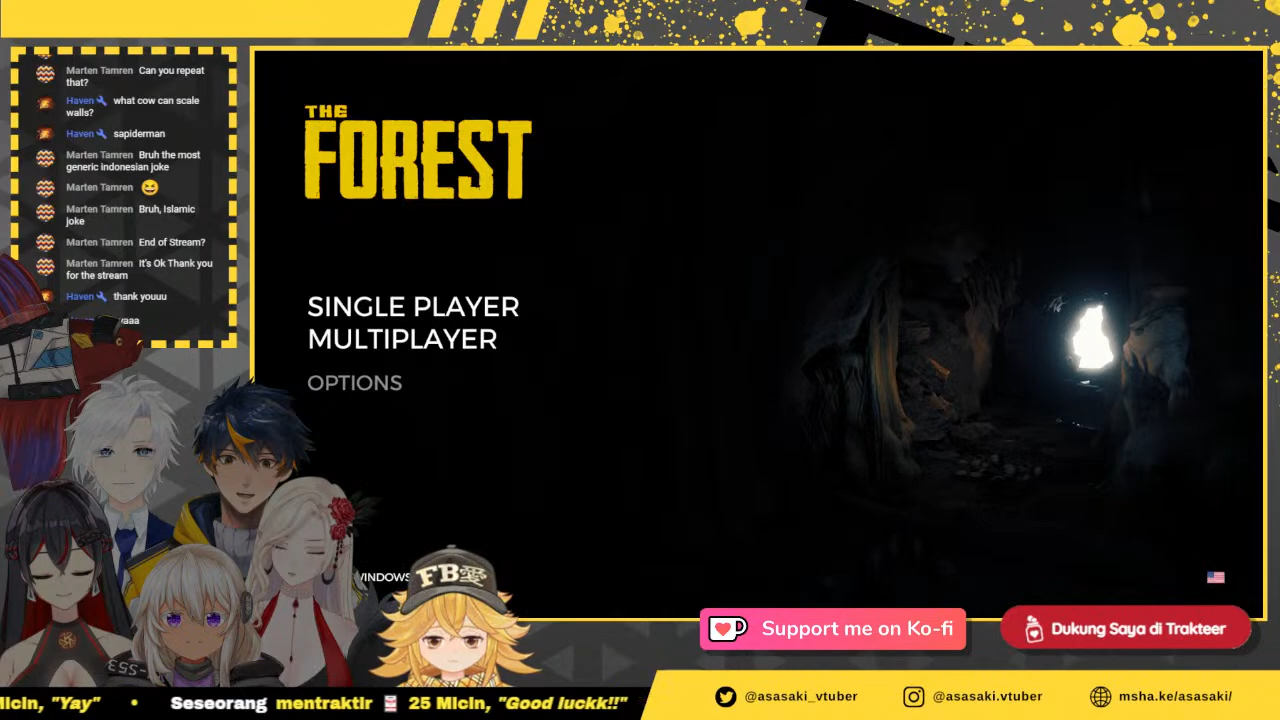 Marten Tamren Can you repeat
that?
Haven what cow can scale
walls?
Haven sapiderman
Marten Tamren Bruh the most
generic indonesian joke
Marten Tamren 😆
Marten Tamren Bruh, Islamic
joke
Marten Tamren End of Stream?
Marten Tamren It's Ok Thank you
for the stream
Haven thank youuu
THE
FOREST
SINGLE PLAYER
MULTIPLAYER
OPTIONS
FB愛
Support me on Ko-fi
Dukung Saya di Trakteer
"Yay" • Seseorang mentraktir 25 Micin, "Good luckk!!"
@asasaki_vtuber
@asasaki.vtuber
msha.ke/asasaki/